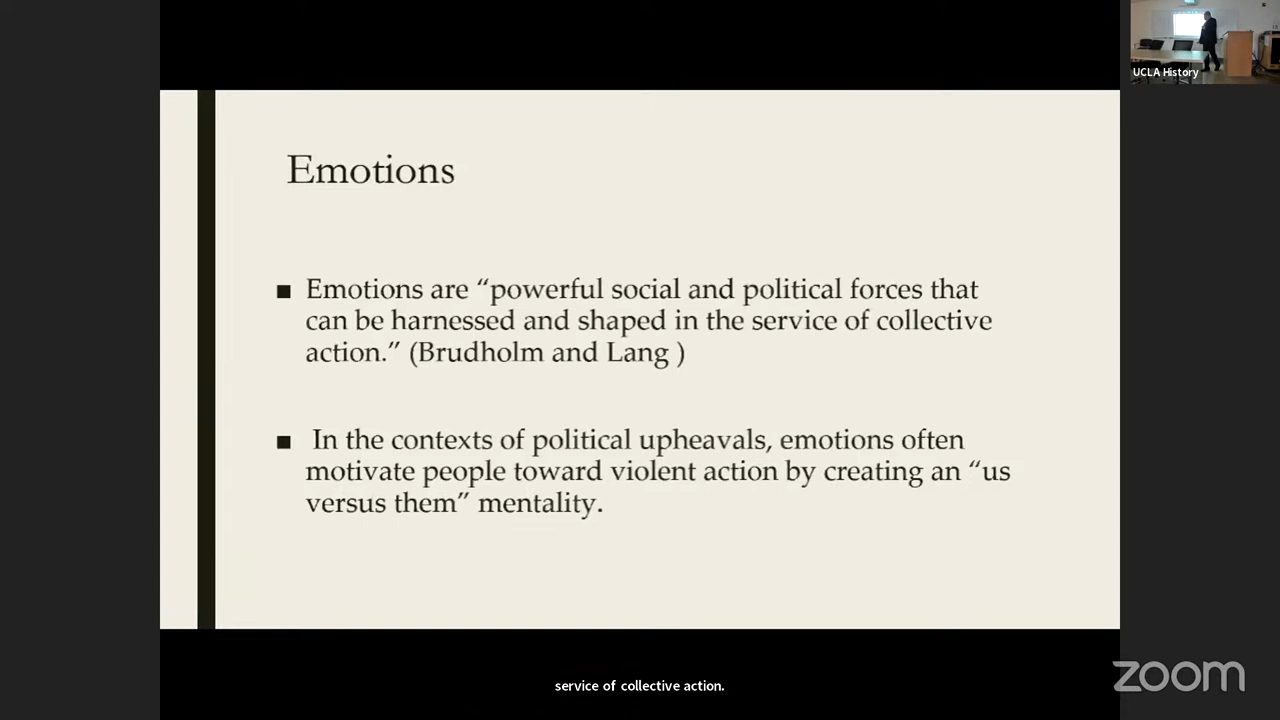 UCLA History
Emotions
■ Emotions are “powerful social and political forces that
can be harnessed and shaped in the service of collective
action.” (Brudholm and Lang )
■ In the contexts of political upheavals, emotions often
motivate people toward violent action by creating an “us
versus them” mentality.
service of collective action.
zoom